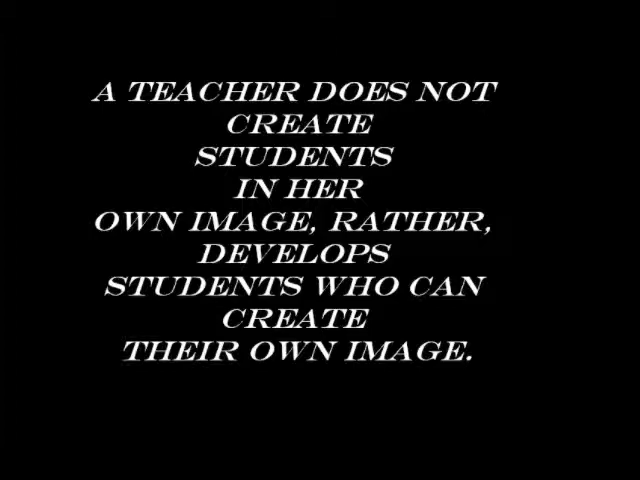 A TEACHER DOES NOT
CREATE
STUDENTS
IN HER
OWN IMAGE, RATHER,
DEVELOPS
STUDENTS WHO CAN
CREATE
THEIR OWN IMAGE.